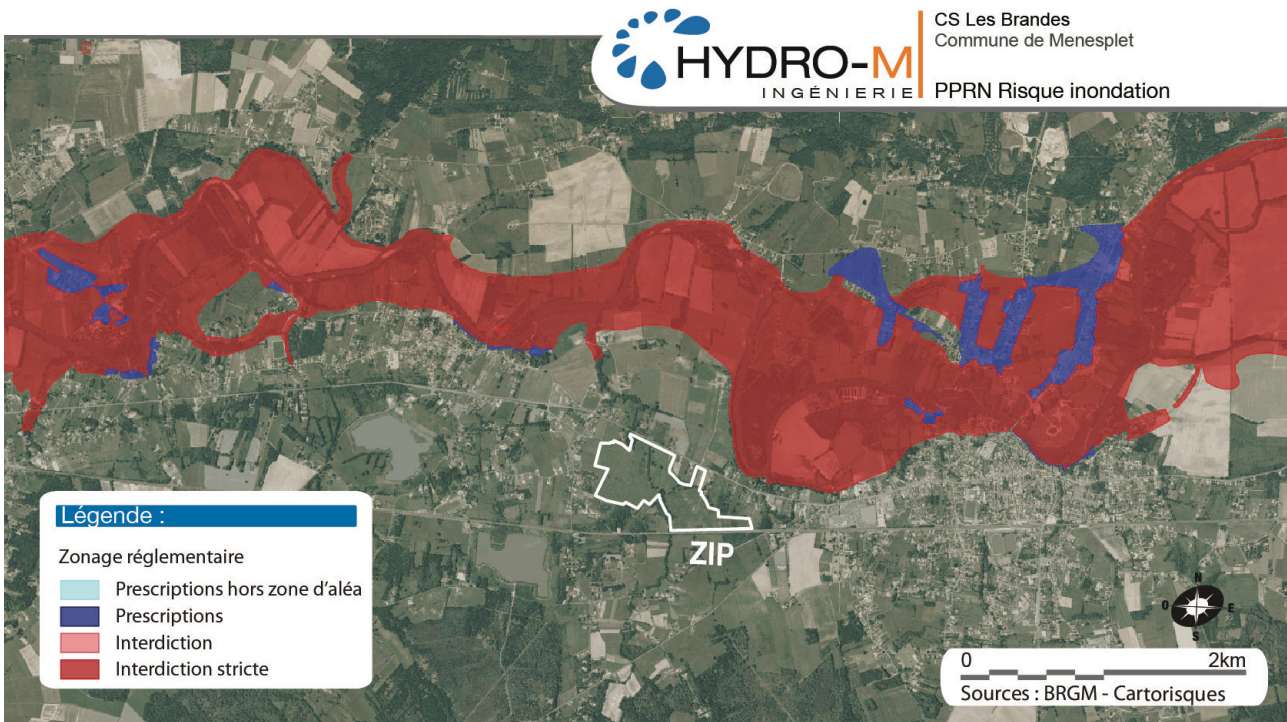 HYDRO-M
INGÉNIERIE
CS Les Brandes
Commune de Menesplet
PPRN Risque inondation
ZIP
Légende :
Zonage réglementaire
Prescriptions hors zone d'aléa
Prescriptions
Interdiction
Interdiction stricte
N
O E
S
0 2km
Sources : BRGM - Cartorisques